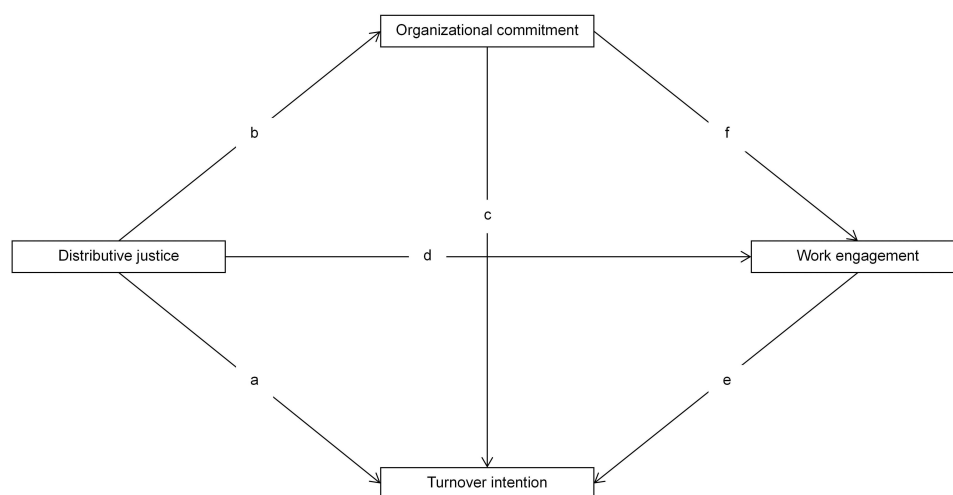 Organizational commitment
b
f
c
Distributive justice
d
Work engagement
a
e
Turnover intention